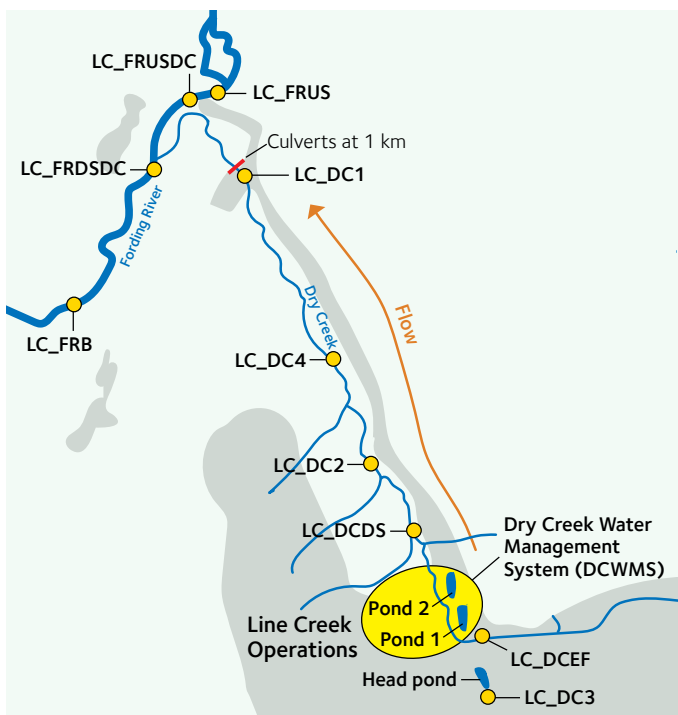 LC_FRUSDC
LC_FRUS
Culverts at 1 km
LC_FRDSDC
LC_DC1
Fording River
Flow
Dry Creek
LC_FRB
LC_DC4
LC_DC2
LC_DCDS
Dry Creek Water
Management
System (DCWMS)
Pond 2
Pond 1
Line Creek
Operations
LC_DCEF
Head pond
LC_DC3